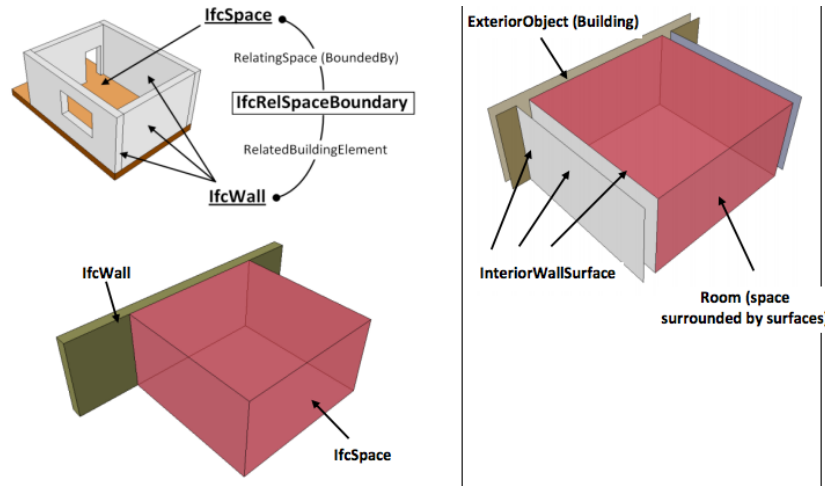 IfcSpace
RelatingSpace (BoundedBy)
IfcRelSpaceBoundary
RelatedBuildingElement
IfcWall
IfcWall
IfcSpace
ExteriorObject (Building)
InteriorWallSurface
Room (space
surrounded by surfaces)